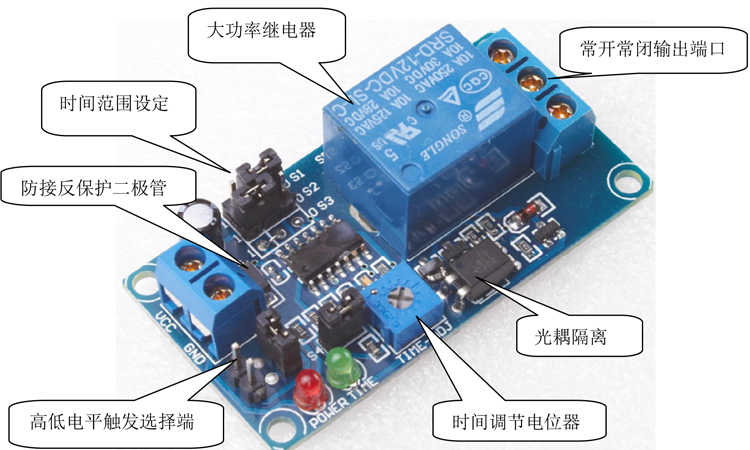 大功率继电器
常开常闭输出端口
时间范围设定
防接反保护二极管
光耦隔离
高低电平触发选择端
时间调节电位器
SRD-12VDC-SL-C
10A 250VAC 10A 125VAC
10A 30VDC 10A 28VDC
CQC
US
SONGLE
S1
S2
S3
S4
VCC
GND
POWER
TIME